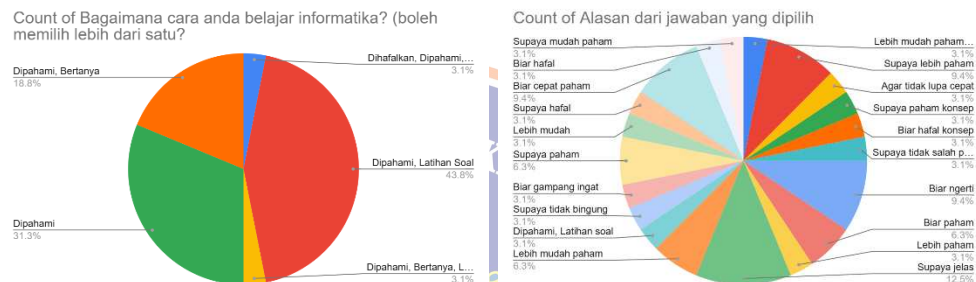 Count of Bagaimana cara anda belajar informatika? (boleh
memilih lebih dari satu?
Dihafalkan, Dipahami,...
3.1%
Dipahami, Bertanya
18.8%
Dipahami, Latihan Soal
43.8%
Dipahami
31.3%
Dipahami, Bertanya, L...
3.1%
Count of Alasan dari jawaban yang dipilih
Supaya mudah paham
3.1%
Biar hafal
3.1%
Biar cepat paham
9.4%
Supaya hafal
3.1%
Lebih mudah
3.1%
Supaya paham
6.3%
Biar gampang ingat
3.1%
Supaya tidak bingung
3.1%
Dipahami, Latihan soal
3.1%
Lebih mudah paham
6.3%
Lebih mudah paham...
3.1%
Supaya lebih paham
9.4%
Agar tidak lupa cepat
3.1%
Supaya paham konsep
3.1%
Biar hafal konsep
3.1%
Supaya tidak salah p...
3.1%
Biar ngerti
9.4%
Biar paham
6.3%
Lebih paham
3.1%
Supaya jelas
12.5%